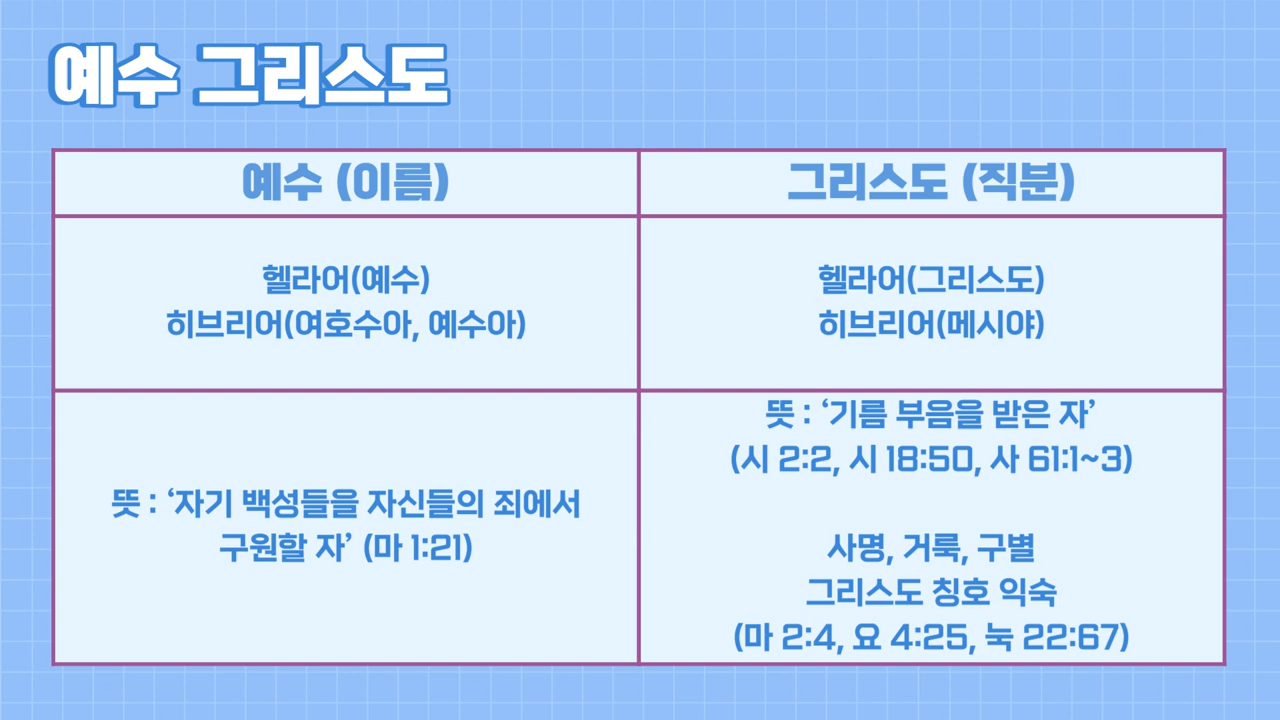 예수 그리스도
예수 (이름)
그리스도 (직분)
헬라어(예수)
히브리어(여호수아, 예수아)
헬라어(그리스도)
히브리어(메시야)
뜻 : ‘자기 백성들을 자신들의 죄에서
구원할 자’ (마 1:21)
뜻 : ‘기름 부음을 받은 자’
(시 2:2, 시 18:50, 사 61:1~3)
사명, 거룩, 구별
그리스도 칭호 익숙
(마 2:4, 요 4:25, 눅 22:67)